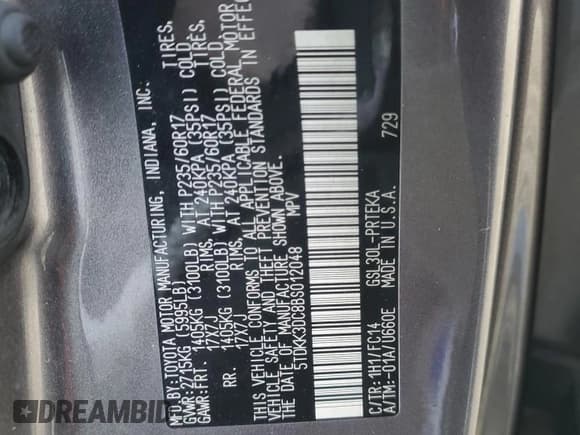 MFD.BY:TOYOTA MOTOR MANUFACTURING, INDIANA, INC.
GVWR:2715KG(5995LB)
GAWR:FRT. 1405KG(3100LB) WITH P235/60R17 TIRES,
17X7J RIMS, AT 240KPA (35PSI) COLD
RR. 1405KG(3100LB) WITH P235/60R17 TIRES,
17X7J RIMS, AT 240KPA (35PSI) COLD
THIS VEHICLE CONFORMS TO ALL APPLICABLE FEDERAL MOTOR
VEHICLE SAFETY AND THEFT PREVENTION STANDARDS IN EFFECT
ON THE DATE OF MANUFACTURE SHOWN ABOVE.
5TDKK3DC8BS012048 MPV
C/TR:1H1/FC14 GSL30L-PRTEKA 729
A/TM:-01A/U660E MADE IN U.S.A.
DREAMBID